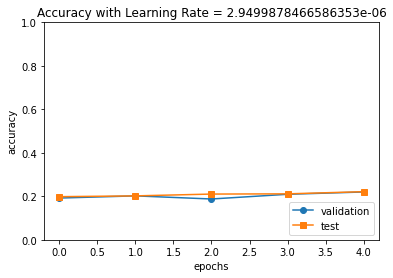 Accuracy with Learning Rate = 2.9499878466586353e-06
1.0
0.8
0.6
0.4
0.2
0.0
accuracy
validation
test
0.0 0.5 1.0 1.5 2.0 2.5 3.0 3.5 4.0
epochs